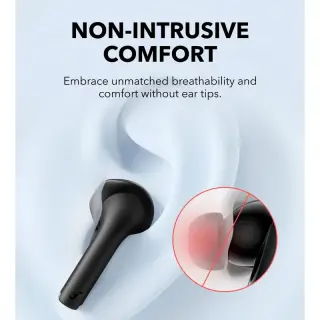 NON-INTRUSIVE
COMFORT
Embrace unmatched breathability and
comfort without ear tips.